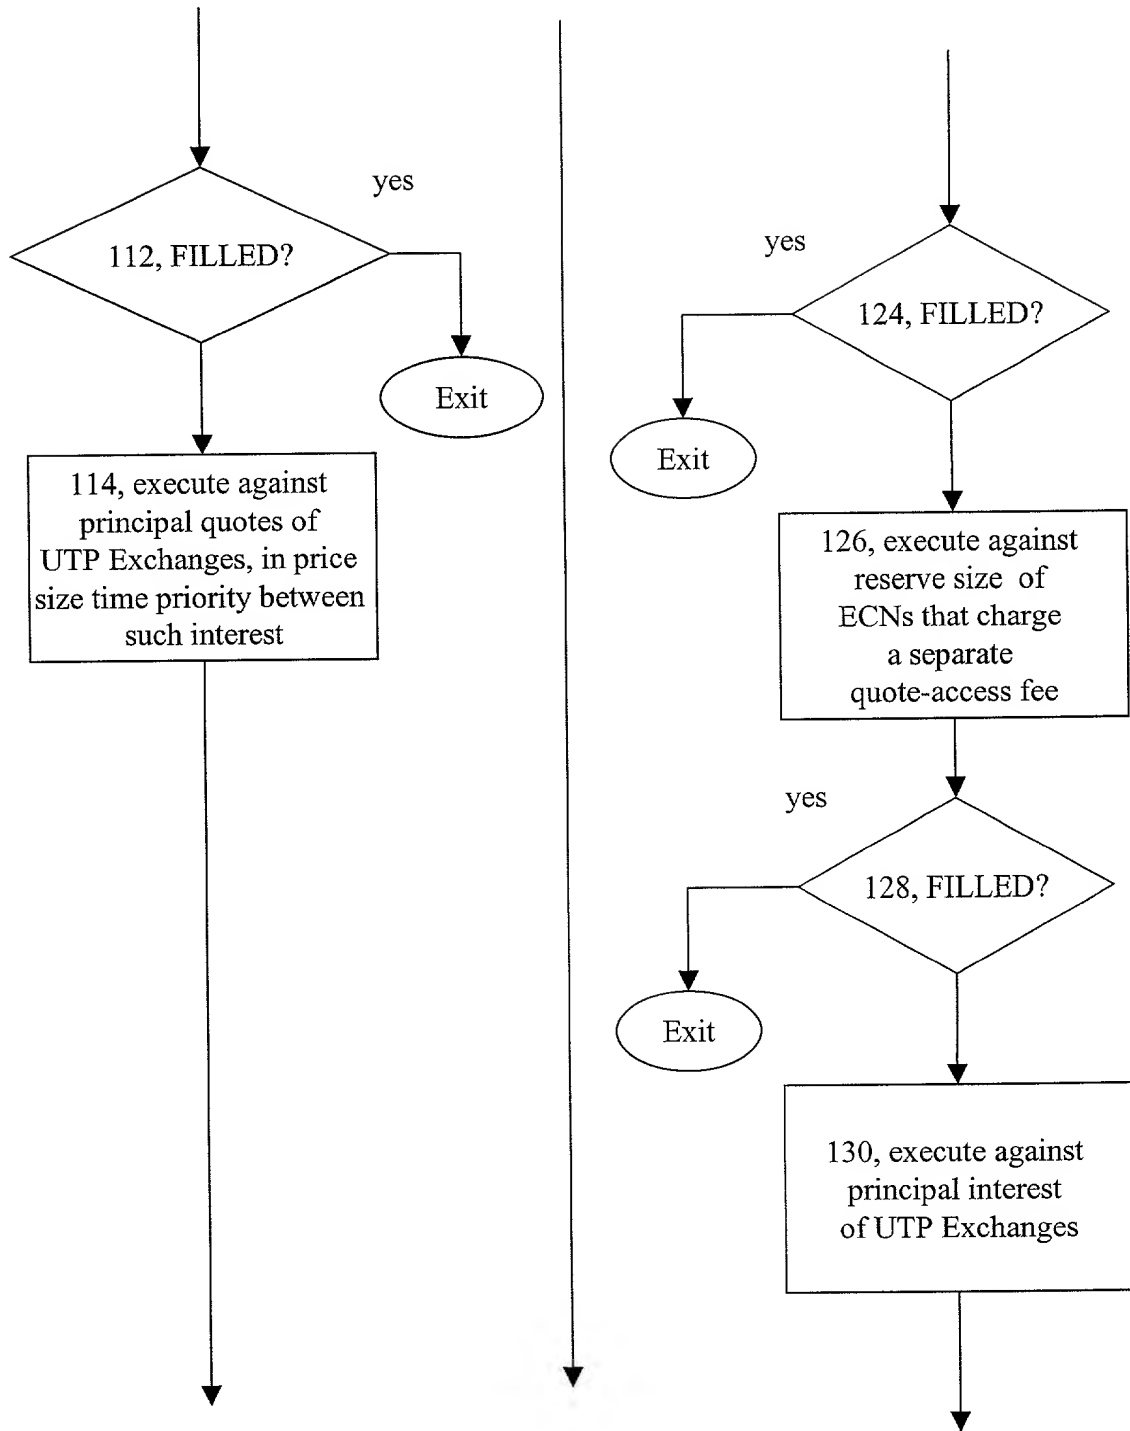 yes
112, FILLED?
Exit
114, execute against
principal quotes of
UTP Exchanges, in price
size time priority between
such interest
yes
124, FILLED?
Exit
126, execute against
reserve size of
ECNs that charge
a separate
quote-access fee
yes
128, FILLED?
Exit
130, execute against
principal interest
of UTP Exchanges